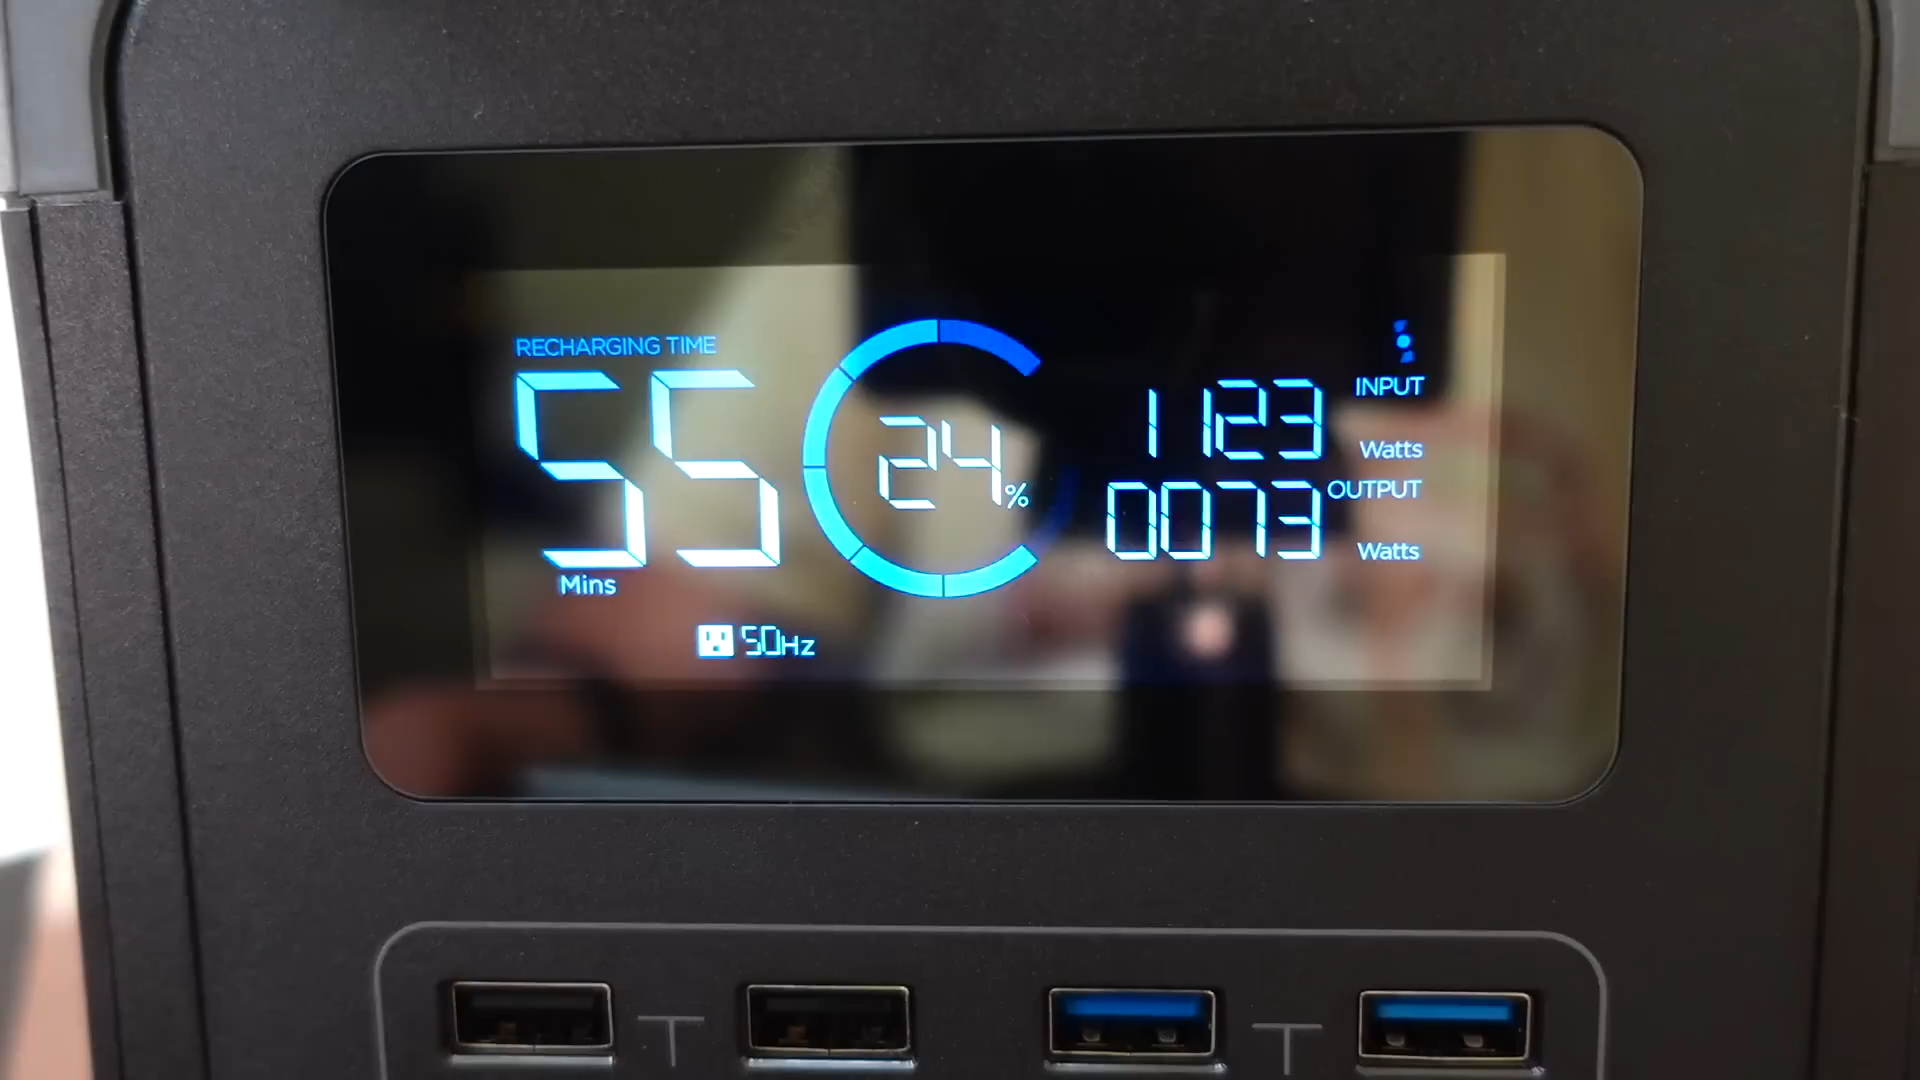 RECHARGING TIME
55
Mins
24%
1123
INPUT
Watts
0073
OUTPUT
Watts
50Hz